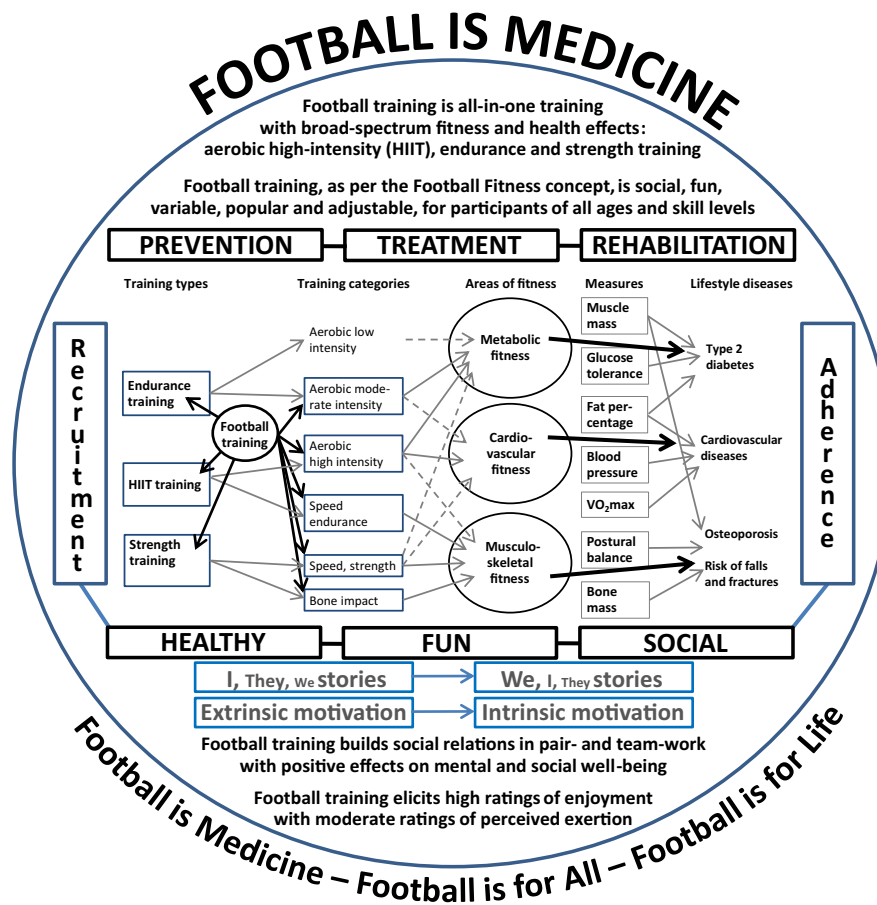 FOOTBALL IS MEDICINE
Football training is all-in-one training
with broad-spectrum fitness and health effects:
aerobic high-intensity (HIIT), endurance and strength training
Football training, as per the Football Fitness concept, is social, fun,
variable, popular and adjustable, for participants of all ages and skill levels
PREVENTION
TREATMENT
REHABILITATION
Training types
Training categories
Areas of fitness
Measures
Lifestyle diseases
Recruitment
Endurance
training
HIIT training
Strength
training
Football
training
Aerobic low
intensity
Aerobic mode-
rate intensity
Aerobic
high intensity
Speed
endurance
Speed, strength
Bone impact
Metabolic
fitness
Cardio-
vascular
fitness
Musculo-
skeletal
fitness
Muscle
mass
Glucose
tolerance
Fat per-
centage
Blood
pressure
VO₂max
Postural
balance
Bone
mass
Type 2
diabetes
Cardiovascular
diseases
Osteoporosis
Risk of falls
and fractures
Adherence
HEALTHY
FUN
SOCIAL
I, They, We stories
We, I, They stories
Extrinsic motivation
Intrinsic motivation
Football training builds social relations in pair- and team-work
with positive effects on mental and social well-being
Football training elicits high ratings of enjoyment
with moderate ratings of perceived exertion
Football is Medicine – Football is for All – Football is for Life